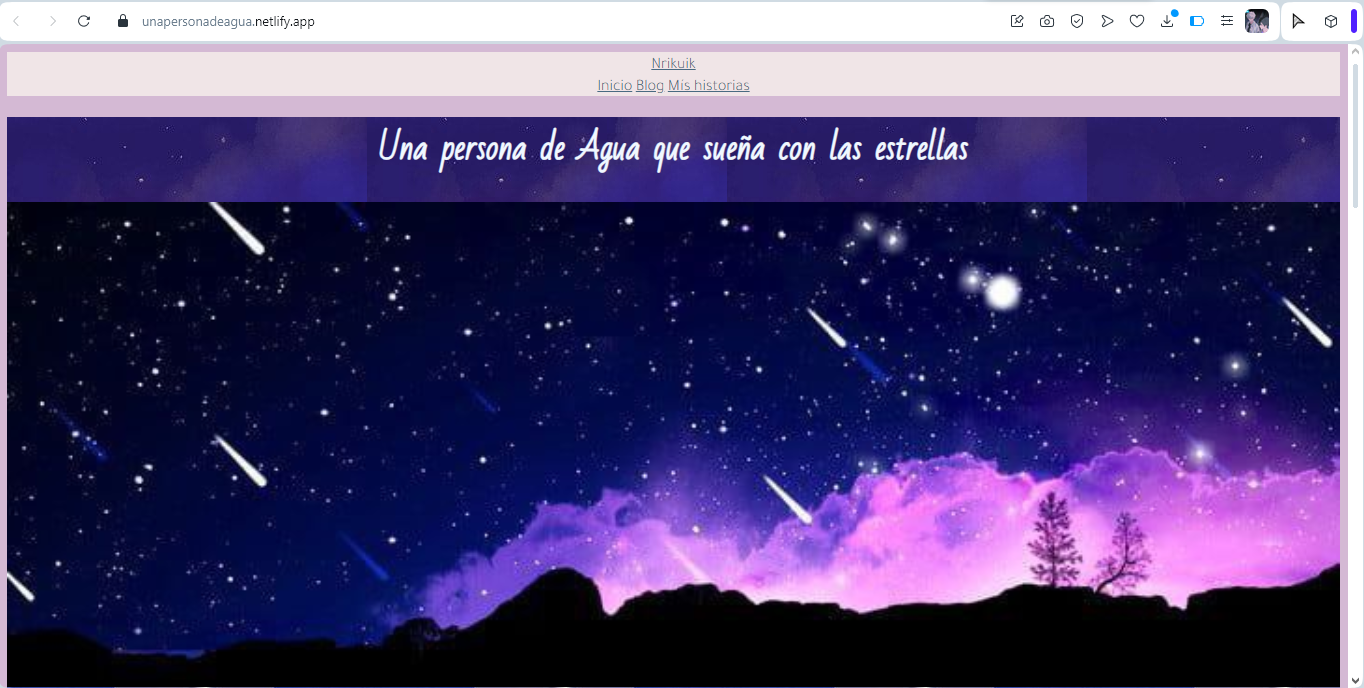 unapersonadeagua.netlify.app
Nrikuik
Inicio Blog Mis historias
Una persona de Agua que sueña con las estrellas